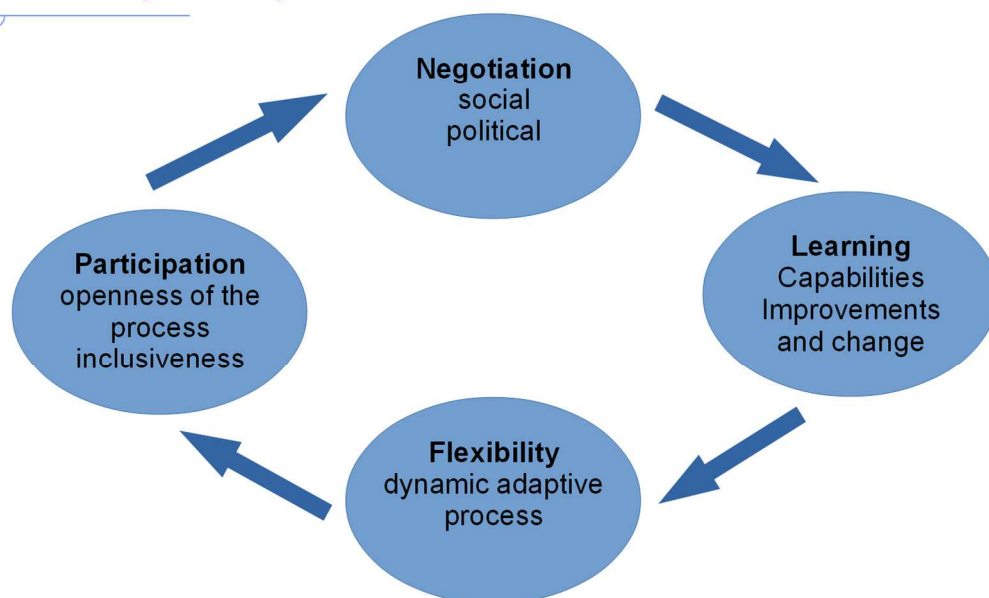 Negotiation
social
political
Learning
Capabilities
Improvements
and change
Flexibility
dynamic adaptive
process
Participation
openness of the
process
inclusiveness